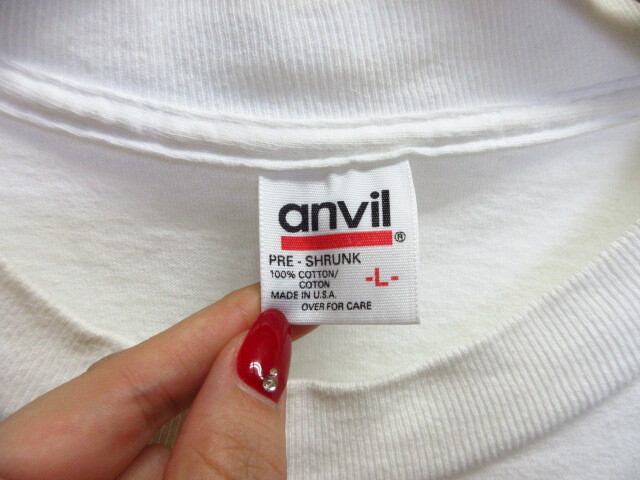 anvil®
PRE - SHRUNK
100% COTTON/
COTON
-L-
MADE IN U.S.A.
OVER FOR CARE